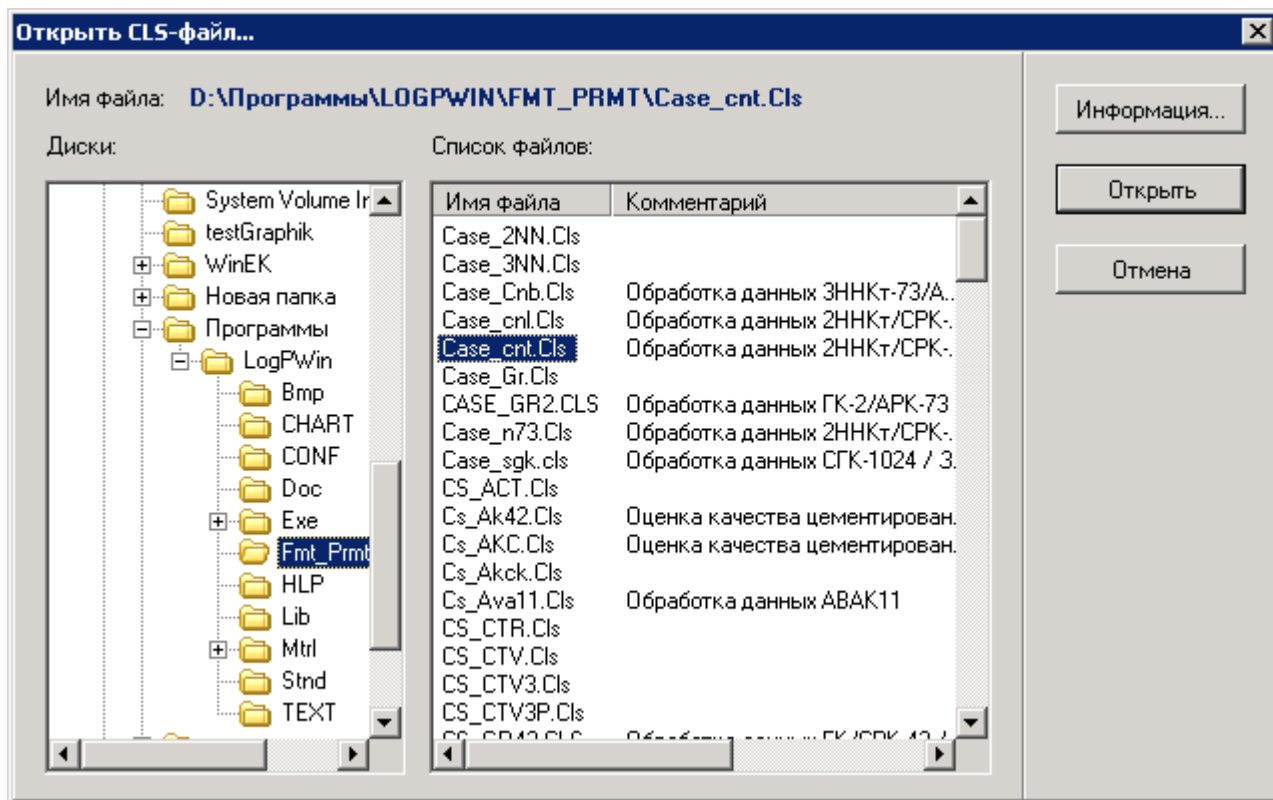 Открыть CLS-файл...
Имя файла: D:\Программы\LOGPWIN\FMT_PRMT\Case_cnt.Cls
Диски:
System Volume Ir
testGraphik
WinEK
Новая папка
Программы
LogPWin
Bmp
CHART
CONF
Doc
Exe
Fmt_Prmt
HLP
Lib
Mtrl
Stnd
TEXT
Список файлов:
Имя файла Комментарий
Case_2NN.Cls
Case_3NN.Cls
Case_Cnb.Cls Обработка данных 3ННКт-73/А..
Case_cnl.Cls Обработка данных 2ННКт/СРК-.
Case_cnt.Cls Обработка данных 2ННКт/СРК-.
Case_Gr.Cls
CASE_GR2.CLS Обработка данных ГК-2/АРК-73
Case_n73.Cls Обработка данных 2ННКт/СРК-.
Case_sgk.cls Обработка данных СГК-1024 / 3.
CS_ACT.Cls
Cs_Ak42.Cls Оценка качества цементирован.
Cs_AKC.Cls Оценка качества цементирован.
Cs_Akck.Cls
Cs_Ava11.Cls Обработка данных АВАК11
CS_CTR.Cls
CS_CTV.Cls
CS_CTV3.Cls
CS_CTV3P.Cls
Информация...
Открыть
Отмена